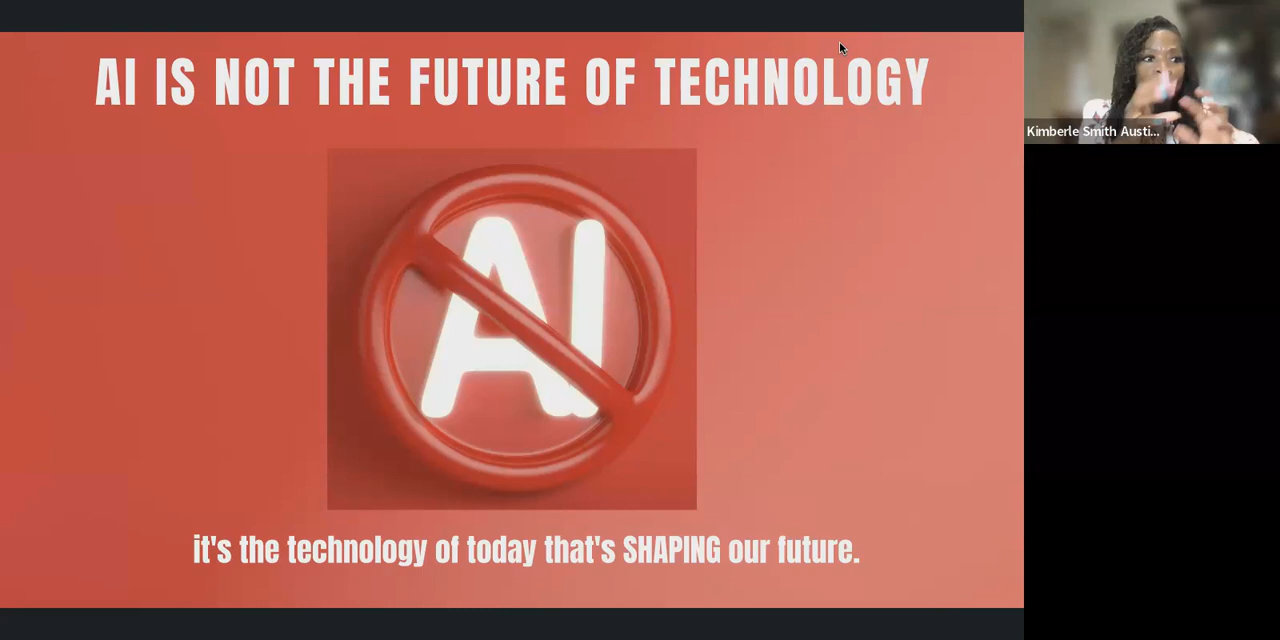 AI IS NOT THE FUTURE OF TECHNOLOGY
Kimberle Smith Austi...
AI
it's the technology of today that's SHAPING our future.